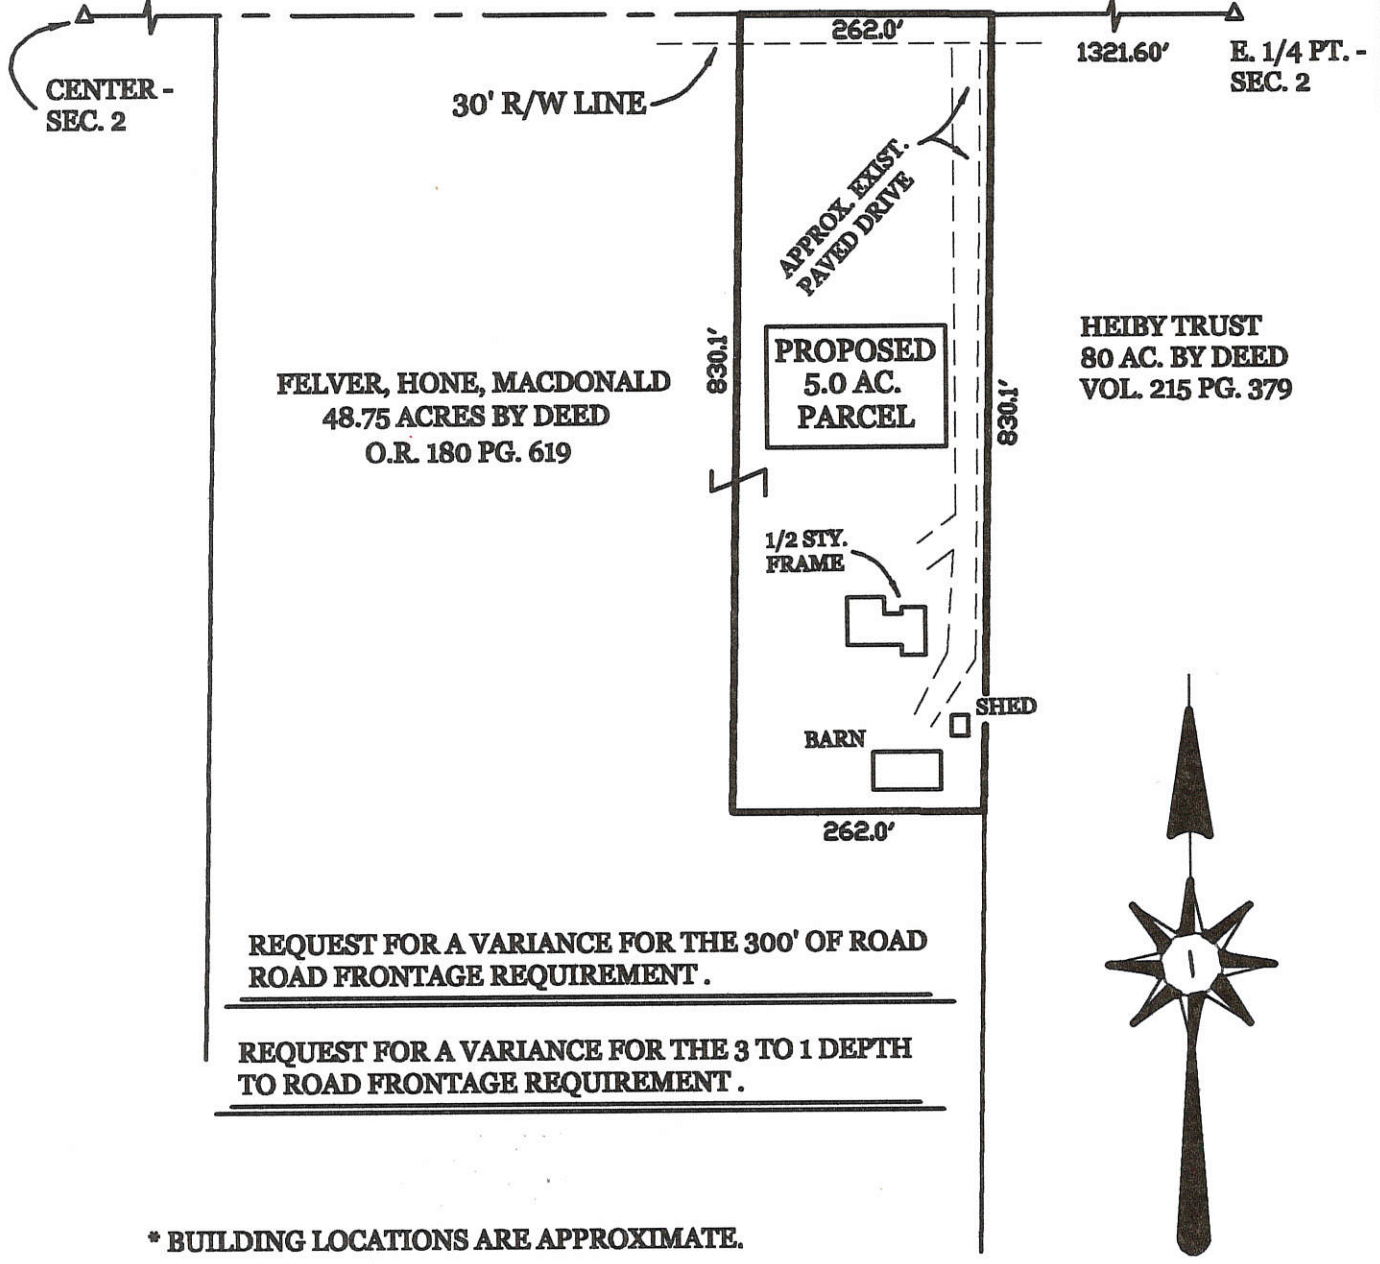 262.0'
1321.60'
E. 1/4 PT. -
SEC. 2
CENTER -
SEC. 2
30' R/W LINE
APPROX. EXIST.
PAVED DRIVE
830.1'
PROPOSED
5.0 AC.
PARCEL
830.1'
HEIBY TRUST
80 AC. BY DEED
VOL. 215 PG. 379
FELVER, HONE, MACDONALD
48.75 ACRES BY DEED
O.R. 180 PG. 619
1/2 STY.
FRAME
SHED
BARN
262.0'
REQUEST FOR A VARIANCE FOR THE 300' OF ROAD
ROAD FRONTAGE REQUIREMENT .
REQUEST FOR A VARIANCE FOR THE 3 TO 1 DEPTH
TO ROAD FRONTAGE REQUIREMENT .
* BUILDING LOCATIONS ARE APPROXIMATE.